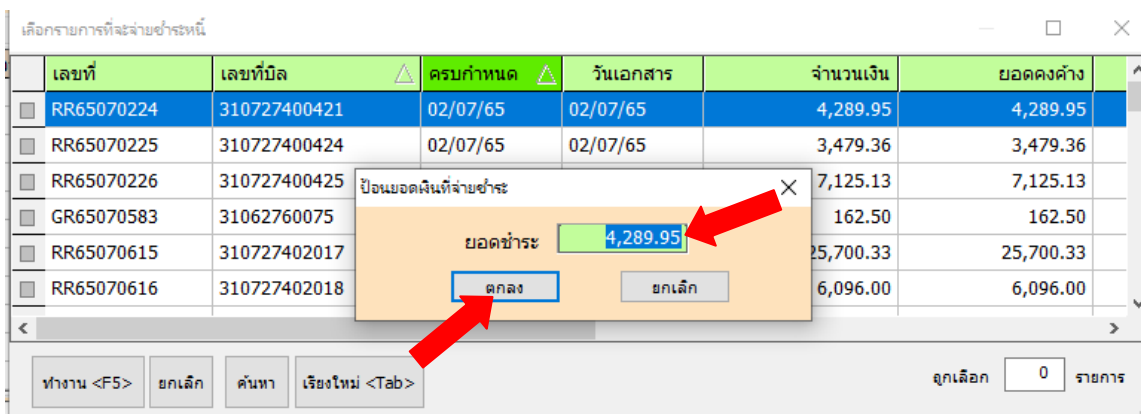 เลือกรายการที่จะจ่ายชำระหนี้
เลขที่ เลขที่บิล ครบกำหนด วันเอกสาร จำนวนเงิน ยอดคงค้าง
RR65070224 310727400421 02/07/65 02/07/65 4,289.95 4,289.95
RR65070225 310727400424 02/07/65 02/07/65 3,479.36 3,479.36
RR65070226 310727400425 7,125.13 7,125.13
GR65070583 31062760075 162.50 162.50
RR65070615 310727402017 25,700.33 25,700.33
RR65070616 310727402018 6,096.00 6,096.00
ป้อนยอดเงินที่จ่ายชำระ
ยอดชำระ 4,289.95
ตกลง ยกเลิก
ทำงาน <F5> ยกเลิก ค้นหา เรียงใหม่ <Tab> ถูกเลือก 0 รายการ